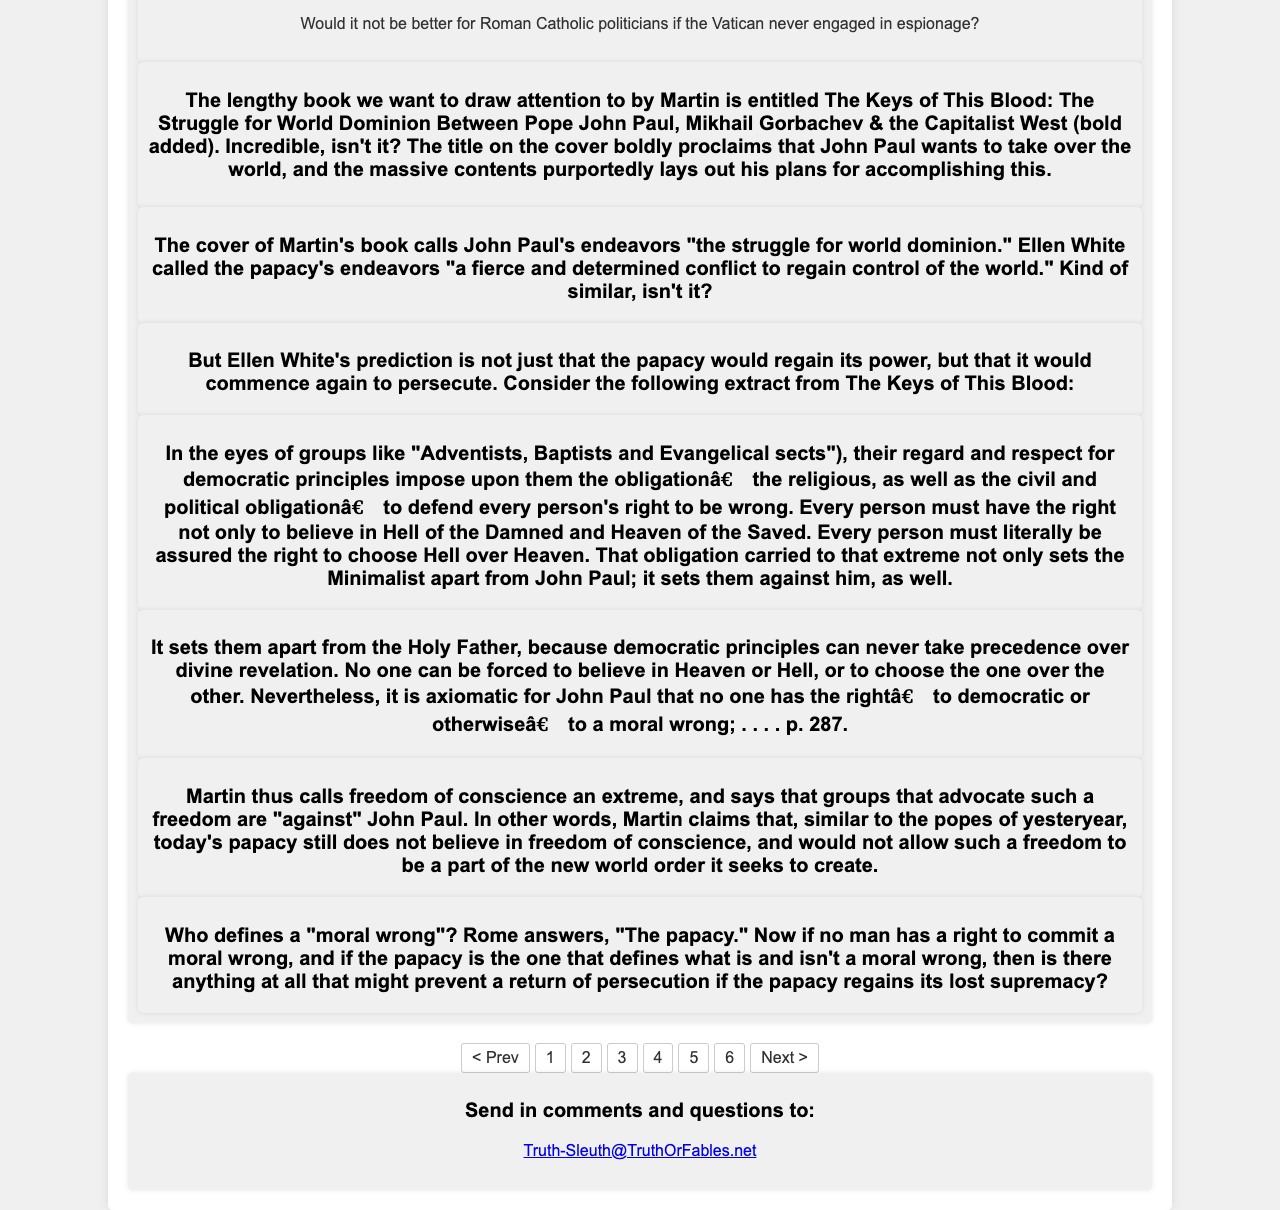 Would it not be better for Roman Catholic politicians if the Vatican never engaged in espionage?
The lengthy book we want to draw attention to by Martin is entitled The Keys of This Blood: The
Struggle for World Dominion Between Pope John Paul, Mikhail Gorbachev & the Capitalist West (bold
added). Incredible, isn't it? The title on the cover boldly proclaims that John Paul wants to take over the
world, and the massive contents purportedly lays out his plans for accomplishing this.
The cover of Martin's book calls John Paul's endeavors "the struggle for world dominion." Ellen White
called the papacy's endeavors "a fierce and determined conflict to regain control of the world." Kind of
similar, isn't it?
But Ellen White's prediction is not just that the papacy would regain its power, but that it would
commence again to persecute. Consider the following extract from The Keys of This Blood:
In the eyes of groups like "Adventists, Baptists and Evangelical sects"), their regard and respect for
democratic principles impose upon them the obligationâ€ the religious, as well as the civil and
political obligationâ€ to defend every person's right to be wrong. Every person must have the right
not only to believe in Hell of the Damned and Heaven of the Saved. Every person must literally be
assured the right to choose Hell over Heaven. That obligation carried to that extreme not only sets the
Minimalist apart from John Paul; it sets them against him, as well.
It sets them apart from the Holy Father, because democratic principles can never take precedence over
divine revelation. No one can be forced to believe in Heaven or Hell, or to choose the one over the
other. Nevertheless, it is axiomatic for John Paul that no one has the rightâ€ to democratic or
otherwiseâ€ to a moral wrong; . . . . p. 287.
Martin thus calls freedom of conscience an extreme, and says that groups that advocate such a
freedom are "against" John Paul. In other words, Martin claims that, similar to the popes of yesteryear,
today's papacy still does not believe in freedom of conscience, and would not allow such a freedom to
be a part of the new world order it seeks to create.
Who defines a "moral wrong"? Rome answers, "The papacy." Now if no man has a right to commit a
moral wrong, and if the papacy is the one that defines what is and isn't a moral wrong, then is there
anything at all that might prevent a return of persecution if the papacy regains its lost supremacy?
< Prev 1 2 3 4 5 6 Next >
Send in comments and questions to:
Truth-Sleuth@TruthOrFables.net